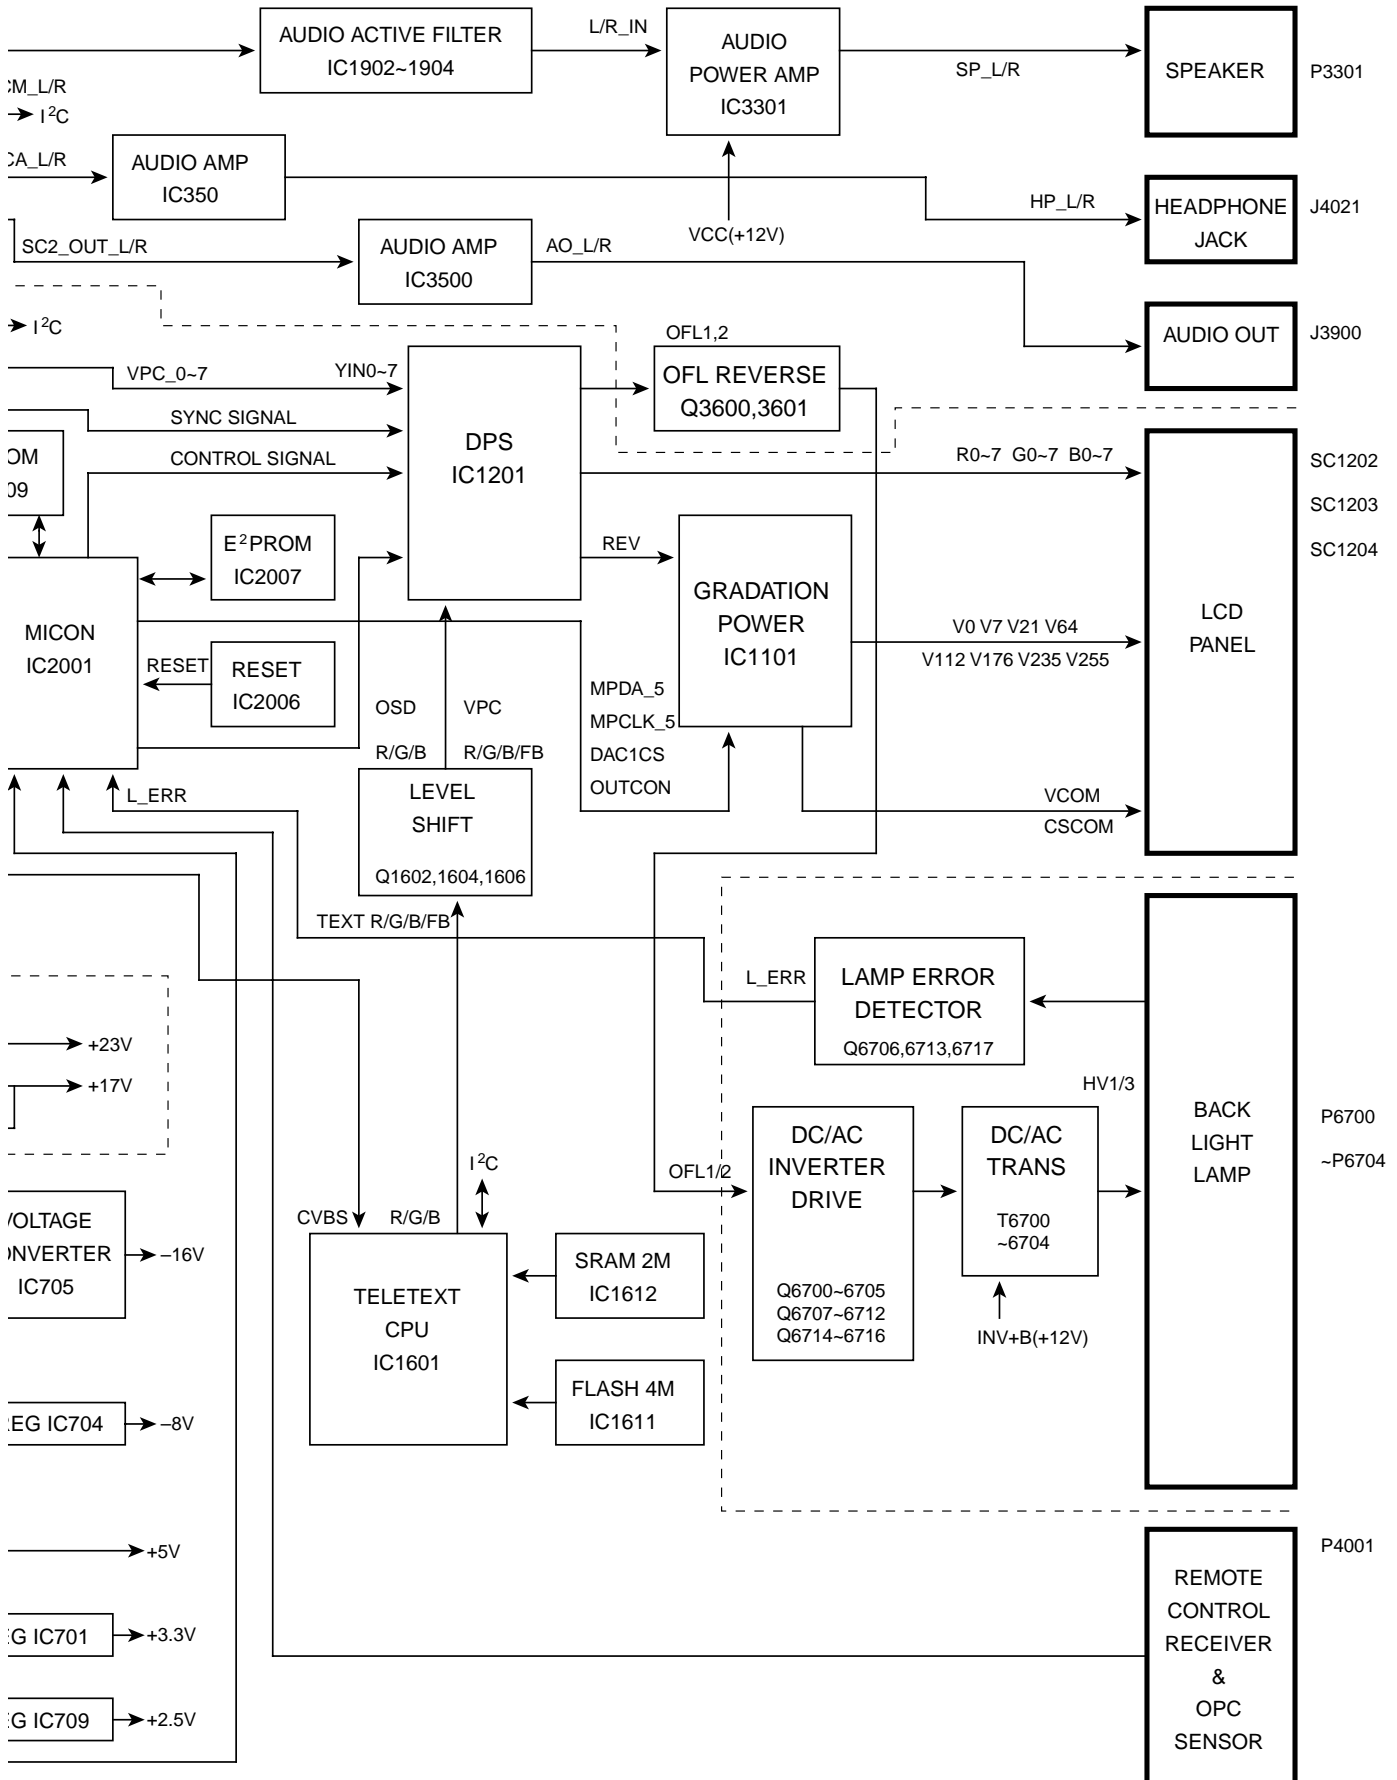 AUDIO ACTIVE FILTER
IC1902~1904
L/R_IN
AUDIO
POWER AMP
IC3301
SP_L/R
SPEAKER
P3301
CM_L/R
I²C
CA_L/R
AUDIO AMP
IC350
HP_L/R
HEADPHONE
JACK
J4021
VCC(+12V)
SC2_OUT_L/R
AUDIO AMP
IC3500
AO_L/R
I²C
AUDIO OUT
J3900
OFL1,2
OFL REVERSE
Q3600,3601
VPC_0~7
YIN0~7
SYNC SIGNAL
CONTROL SIGNAL
DPS
IC1201
OM
09
R0~7 G0~7 B0~7
SC1202
SC1203
SC1204
E²PROM
IC2007
REV
GRADATION
POWER
IC1101
LCD
PANEL
MICON
IC2001
RESET
RESET
IC2006
V0 V7 V21 V64
V112 V176 V235 V255
OSD
R/G/B
VPC
R/G/B/FB
MPDA_5
MPCLK_5
DAC1CS
OUTCON
L_ERR
LEVEL
SHIFT
Q1602,1604,1606
VCOM
CSCOM
TEXT R/G/B/FB
L_ERR
LAMP ERROR
DETECTOR
Q6706,6713,6717
+23V
+17V
HV1/3
BACK
LIGHT
LAMP
P6700
~P6704
DC/AC
INVERTER
DRIVE
Q6700~6705
Q6707~6712
Q6714~6716
DC/AC
TRANS
T6700
~6704
OFL1/2
INV+B(+12V)
I²C
CVBS
R/G/B
VOLTAGE
ONVERTER
IC705
–16V
TELETEXT
CPU
IC1601
SRAM 2M
IC1612
FLASH 4M
IC1611
REG IC704
–8V
+5V
EG IC701
+3.3V
EG IC709
+2.5V
REMOTE
CONTROL
RECEIVER
&
OPC
SENSOR
P4001